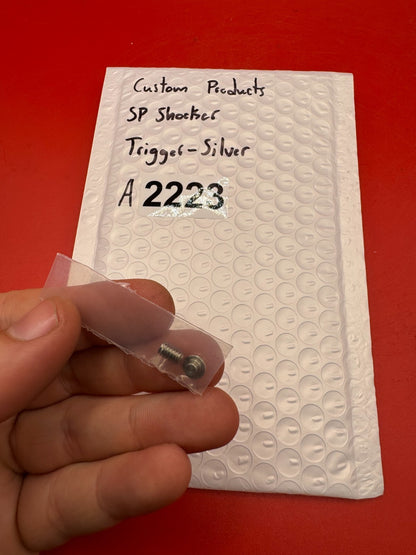 Custom Products
SP Shocker
Trigger-Silver
A 2223